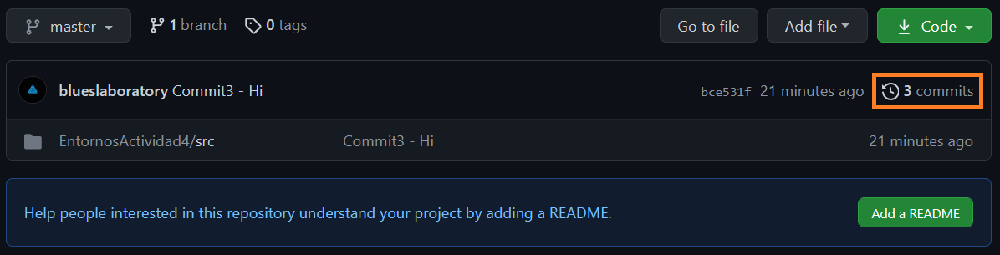 master 1 branch 0 tags Go to file Add file Code
blueslaboratory Commit3 - Hi bce531f 21 minutes ago 3 commits
EntornosActividad4/src Commit3 - Hi 21 minutes ago
Help people interested in this repository understand your project by adding a README. Add a README